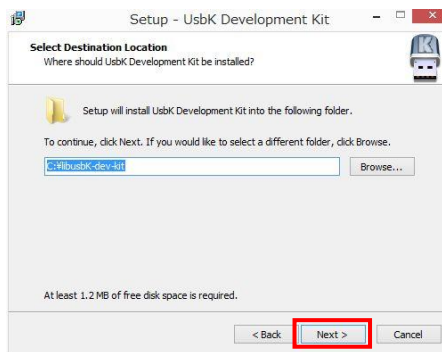 Setup - UsbK Development Kit
Select Destination Location
Where should UsbK Development Kit be installed?
K
Setup will install UsbK Development Kit into the following folder.
To continue, click Next. If you would like to select a different folder, click Browse.
C:¥libusbK-dev-kit
Browse...
At least 1.2 MB of free disk space is required.
< Back
Next >
Cancel